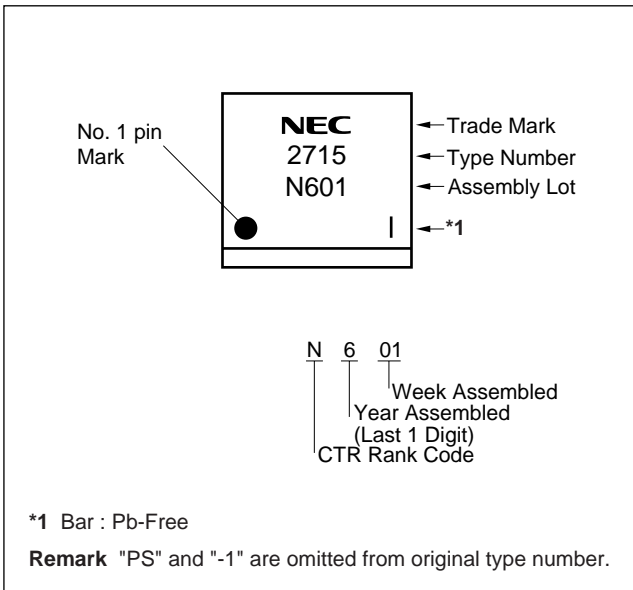 No. 1 pin
Mark
NEC
2715
N601
Trade Mark
Type Number
Assembly Lot
*1
N 6 01
Week Assembled
Year Assembled
(Last 1 Digit)
CTR Rank Code
*1 Bar : Pb-Free
Remark "PS" and "-1" are omitted from original type number.